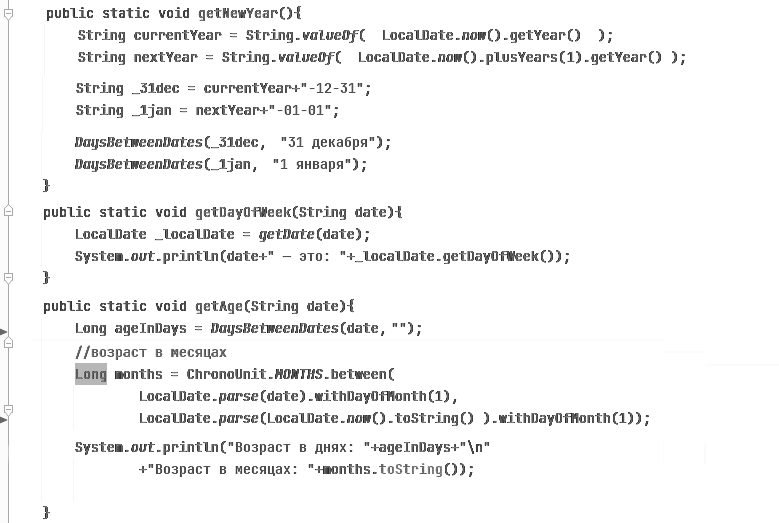 public static void getNewYear(){
String currentYear = String.valueOf(  LocalDate.now().getYear()  );
String nextYear = String.valueOf(  LocalDate.now().plusYears(1).getYear() );
String _31dec = currentYear+"-12-31";
String _1jan = nextYear+"-01-01";
DaysBetweenDates(_31dec,  "31 декабря");
DaysBetweenDates(_1jan,  "1 января");
}
public static void getDayOfWeek(String date){
LocalDate _localDate = getDate(date);
System.out.println(date+" – это: "+_localDate.getDayOfWeek());
}
public static void getAge(String date){
Long ageInDays = DaysBetweenDates(date,"");
//возраст в месяцах
Long months = ChronoUnit.MONTHS.between(
LocalDate.parse(date).withDayOfMonth(1),
LocalDate.parse(LocalDate.now().toString() ).withDayOfMonth(1));
System.out.println("Возраст в днях: "+ageInDays+"\n"
+"Возраст в месяцах: "+months.toString());
}